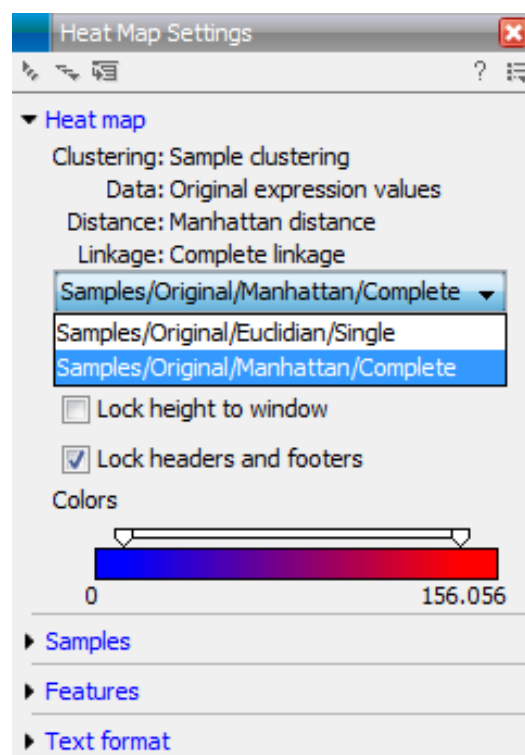 Heat Map Settings
?
Heat map
Clustering: Sample clustering
Data: Original expression values
Distance: Manhattan distance
Linkage: Complete linkage
Samples/Original/Manhattan/Complete
Samples/Original/Euclidian/Single
Samples/Original/Manhattan/Complete
Lock height to window
Lock headers and footers
Colors
0 156.056
Samples
Features
Text format